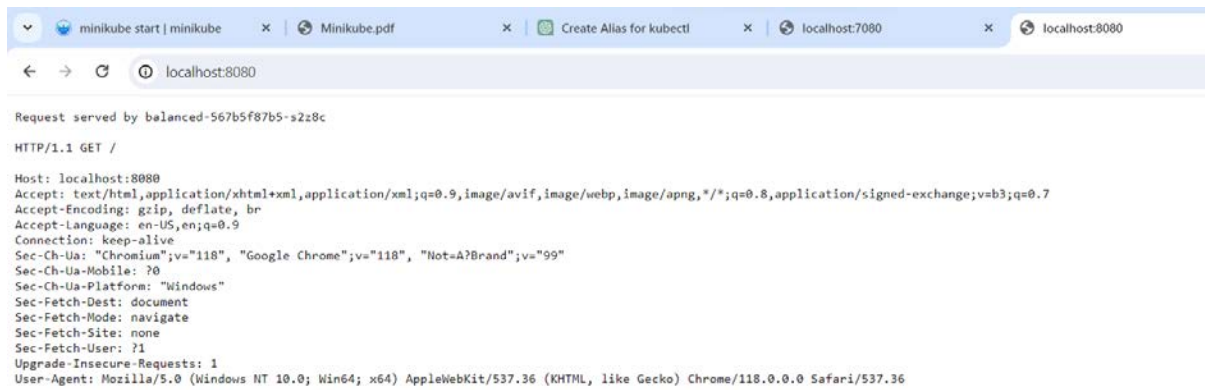 minikube start | minikube
Minikube.pdf
Create Alias for kubectl
localhost:7080
localhost:8080
localhost:8080
Request served by balanced-567b5f87b5-s2z8c
HTTP/1.1 GET /
Host: localhost:8080
Accept: text/html,application/xhtml+xml,application/xml;q=0.9,image/avif,image/webp,image/apng,*/*;q=0.8,application/signed-exchange;v=b3;q=0.7
Accept-Encoding: gzip, deflate, br
Accept-Language: en-US,en;q=0.9
Connection: keep-alive
Sec-Ch-Ua: "Chromium";v="118", "Google Chrome";v="118", "Not=A?Brand";v="99"
Sec-Ch-Ua-Mobile: ?0
Sec-Ch-Ua-Platform: "Windows"
Sec-Fetch-Dest: document
Sec-Fetch-Mode: navigate
Sec-Fetch-Site: none
Sec-Fetch-User: ?1
Upgrade-Insecure-Requests: 1
User-Agent: Mozilla/5.0 (Windows NT 10.0; Win64; x64) AppleWebKit/537.36 (KHTML, like Gecko) Chrome/118.0.0.0 Safari/537.36